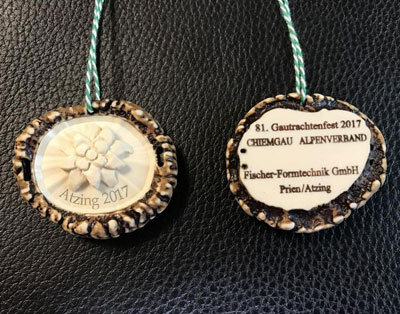 Atzing 2017
81. Gautrachtenfest 2017
CHIEMGAU ALPENVERBAND
Fischer-Formtechnik GmbH
Prien/Atzing